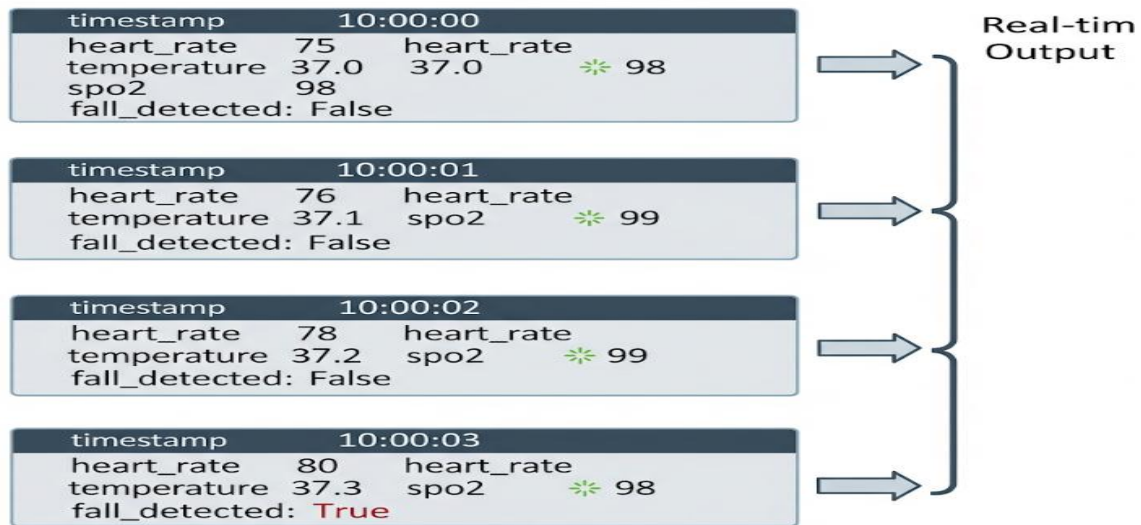 timestamp 10:00:00
heart_rate 75 heart_rate
temperature 37.0 37.0 98
spo2 98
fall_detected: False
timestamp 10:00:01
heart_rate 76 heart_rate
temperature 37.1 spo2 99
fall_detected: False
timestamp 10:00:02
heart_rate 78 heart_rate
temperature 37.2 spo2 99
fall_detected: False
timestamp 10:00:03
heart_rate 80 heart_rate
temperature 37.3 spo2 98
fall_detected: True
Real-tim
Output